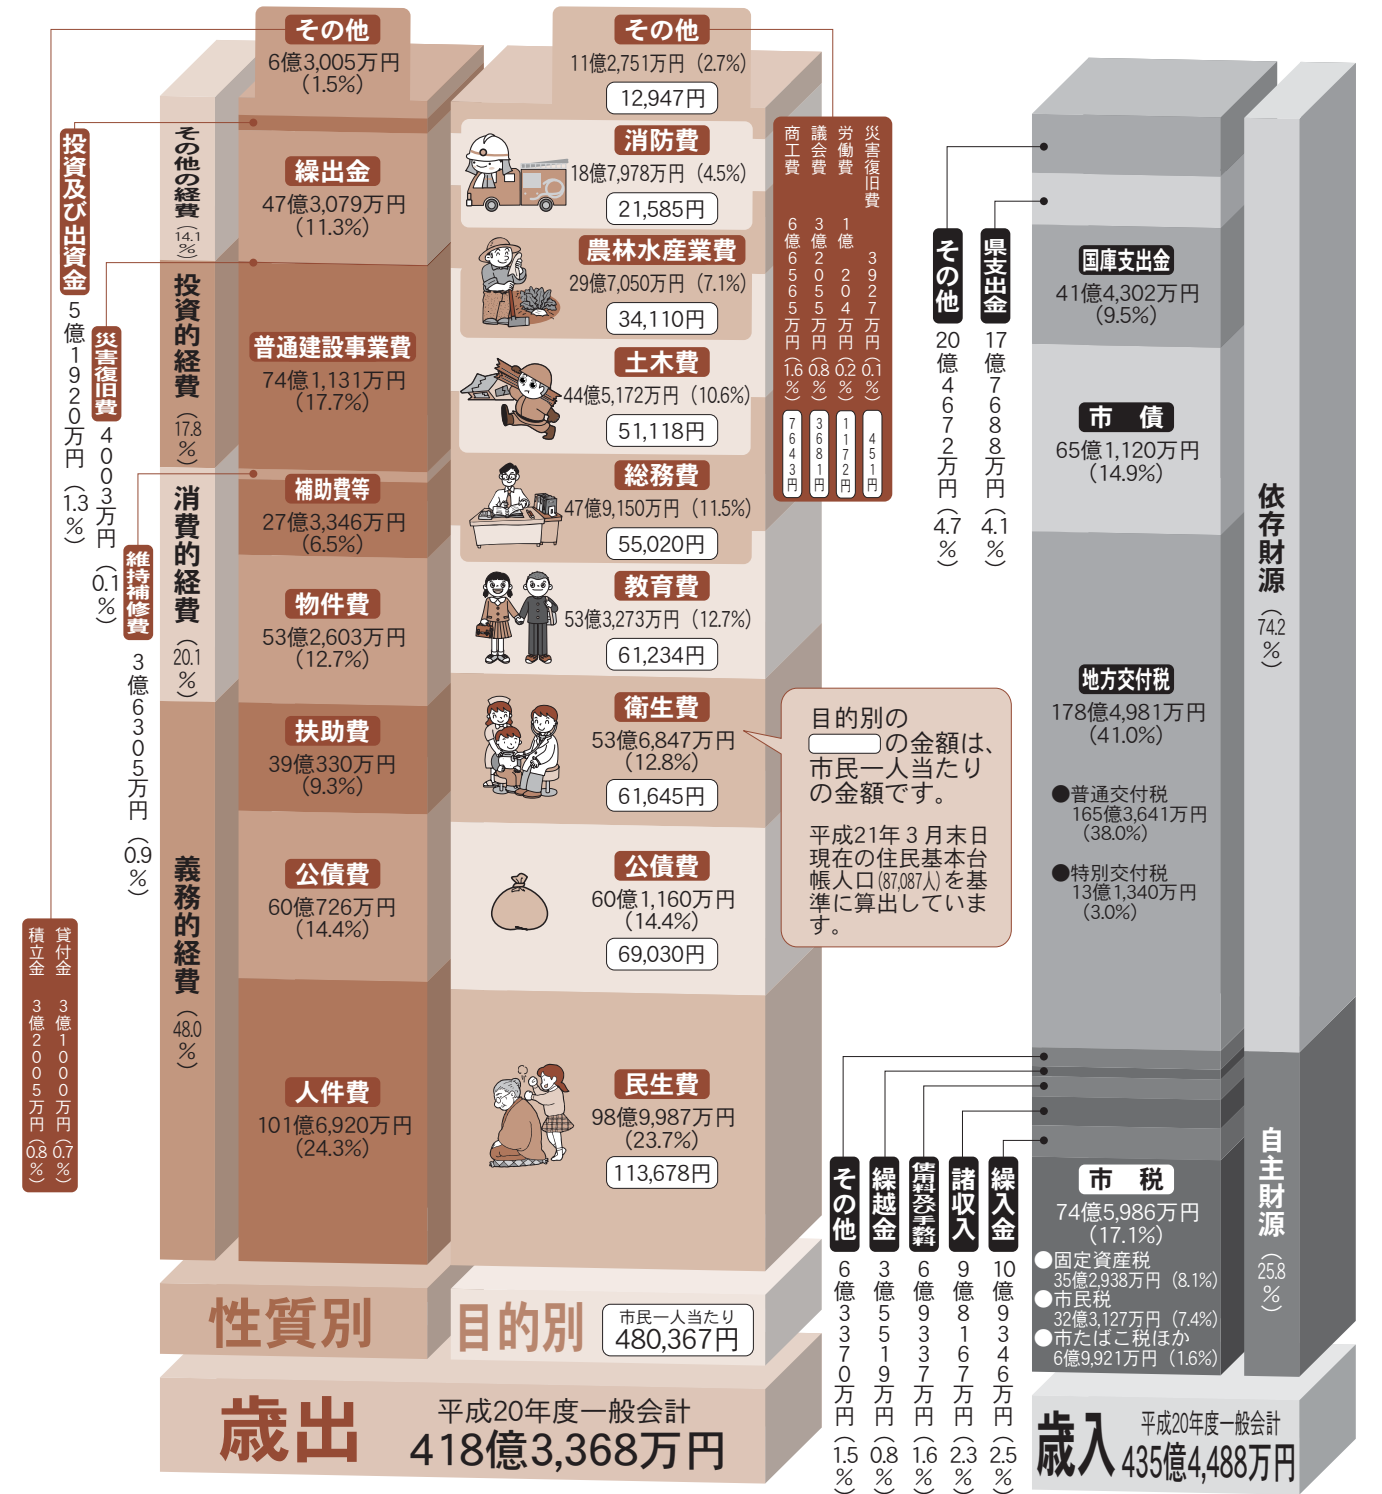 その他
6億3,005万円
(1.5%)
繰出金
47億3,079万円
(11.3%)
普通建設事業費
74億1,131万円
(17.7%)
補助費等
27億3,346万円
(6.5%)
物件費
53億2,603万円
(12.7%)
扶助費
39億330万円
(9.3%)
公債費
60億726万円
(14.4%)
人件費
101億6,920万円
(24.3%)
その他の経費(14.1%)
投資的経費(17.8%)
消費的経費(20.1%)
義務的経費(48.0%)
投資及び出資金 5億1920万円(1.3%)
災害復旧費 4003万円(0.1%)
維持補修費 3億6305万円(0.9%)
貸付金 3億1000万円(0.7%)
積立金 3億2005万円(0.8%)
性質別
その他
11億2,751万円(2.7%)
12,947円
消防費
18億7,978万円(4.5%)
21,585円
農林水産業費
29億7,050万円(7.1%)
34,110円
土木費
44億5,172万円(10.6%)
51,118円
総務費
47億9,150万円(11.5%)
55,020円
教育費
53億3,273万円(12.7%)
61,234円
衛生費
53億6,847万円
(12.8%)
61,645円
公債費
60億1,160万円
(14.4%)
69,030円
民生費
98億9,987万円
(23.7%)
113,678円
災害復旧費 3927万円(0.1%) 451円
労働費 1億204万円(0.2%) 1172円
議会費 3億2055万円(0.8%) 3681円
商工費 6億6565万円(1.6%) 7643円
目的別の
の金額は、
市民一人当たり
の金額です。
平成21年3月末日
現在の住民基本台
帳人口(87,087人)を基
準に算出していま
す。
目的別
市民一人当たり
480,367円
歳出
平成20年度一般会計
418億3,368万円
その他 20億4672万円(4.7%)
県支出金 17億7688万円(4.1%)
国庫支出金
41億4,302万円
(9.5%)
市 債
65億1,120万円
(14.9%)
地方交付税
178億4,981万円
(41.0%)
●普通交付税
165億3,641万円
(38.0%)
●特別交付税
13億1,340万円
(3.0%)
依存財源(74.2%)
自主財源(25.8%)
その他 6億3370万円(1.5%)
繰越金 3億5519万円(0.8%)
使用料及び手数料 6億9337万円(1.6%)
諸収入 9億8167万円(2.3%)
繰入金 10億9346万円(2.5%)
市 税
74億5,986万円
(17.1%)
●固定資産税
35億2,938万円(8.1%)
●市民税
32億3,127万円(7.4%)
●市たばこ税ほか
6億9,921万円(1.6%)
歳入
平成20年度一般会計
435億4,488万円